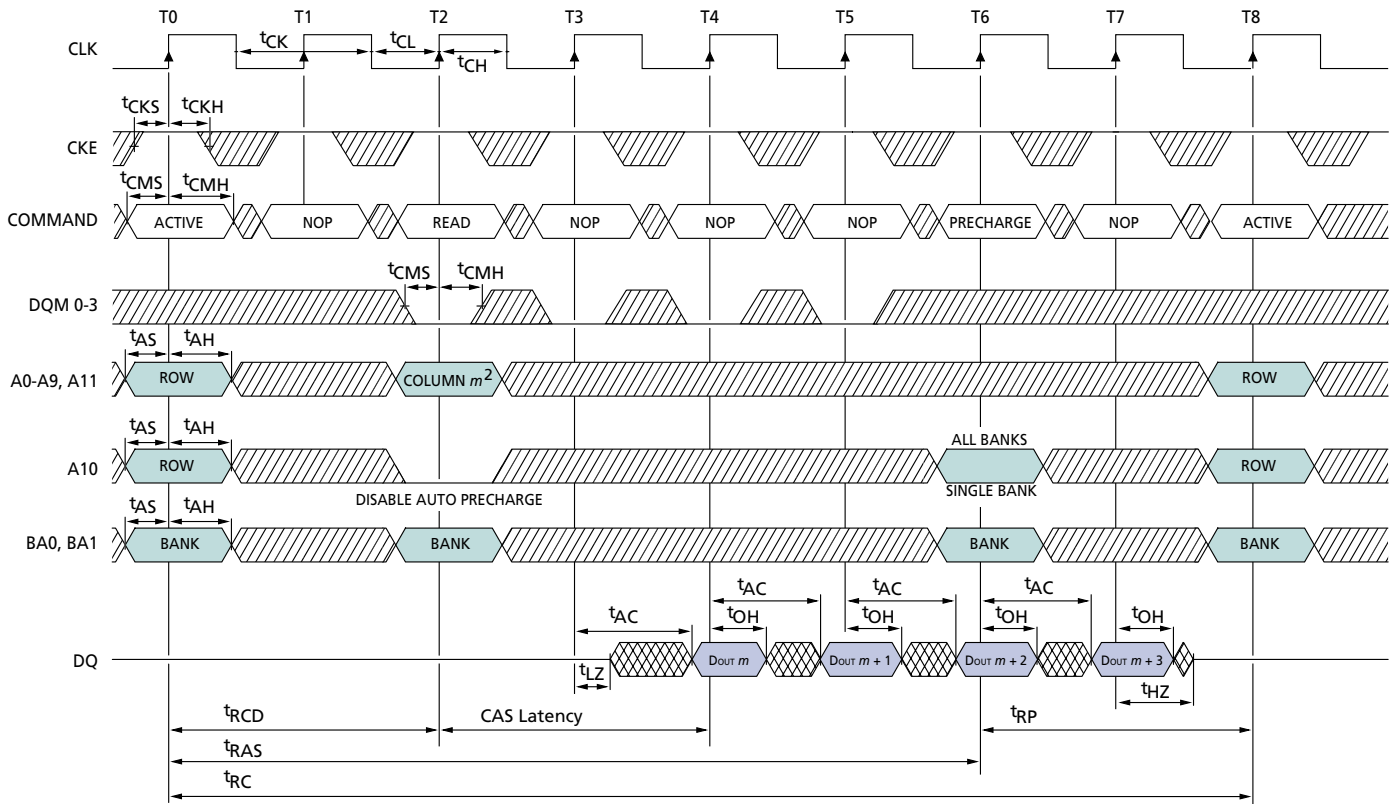 T0 T1 T2 T3 T4 T5 T6 T7 T8
CLK tCK tCL
tCH
tCKS tCKH
CKE
tCMS tCMH
COMMAND ACTIVE NOP READ NOP NOP NOP PRECHARGE NOP ACTIVE
tCMS tCMH
DQM 0-3
tAS tAH
A0-A9, A11 ROW COLUMN m2 ROW
tAS tAH ALL BANKS
A10 ROW ROW
DISABLE AUTO PRECHARGE SINGLE BANK
tAS tAH
BA0, BA1 BANK BANK BANK BANK
tAC tAC tAC
tAC tOH tOH tOH tOH
DQ DOUT m DOUT m + 1 DOUT m + 2 DOUT m + 3
tLZ tHZ
tRCD CAS Latency tRP
tRAS
tRC